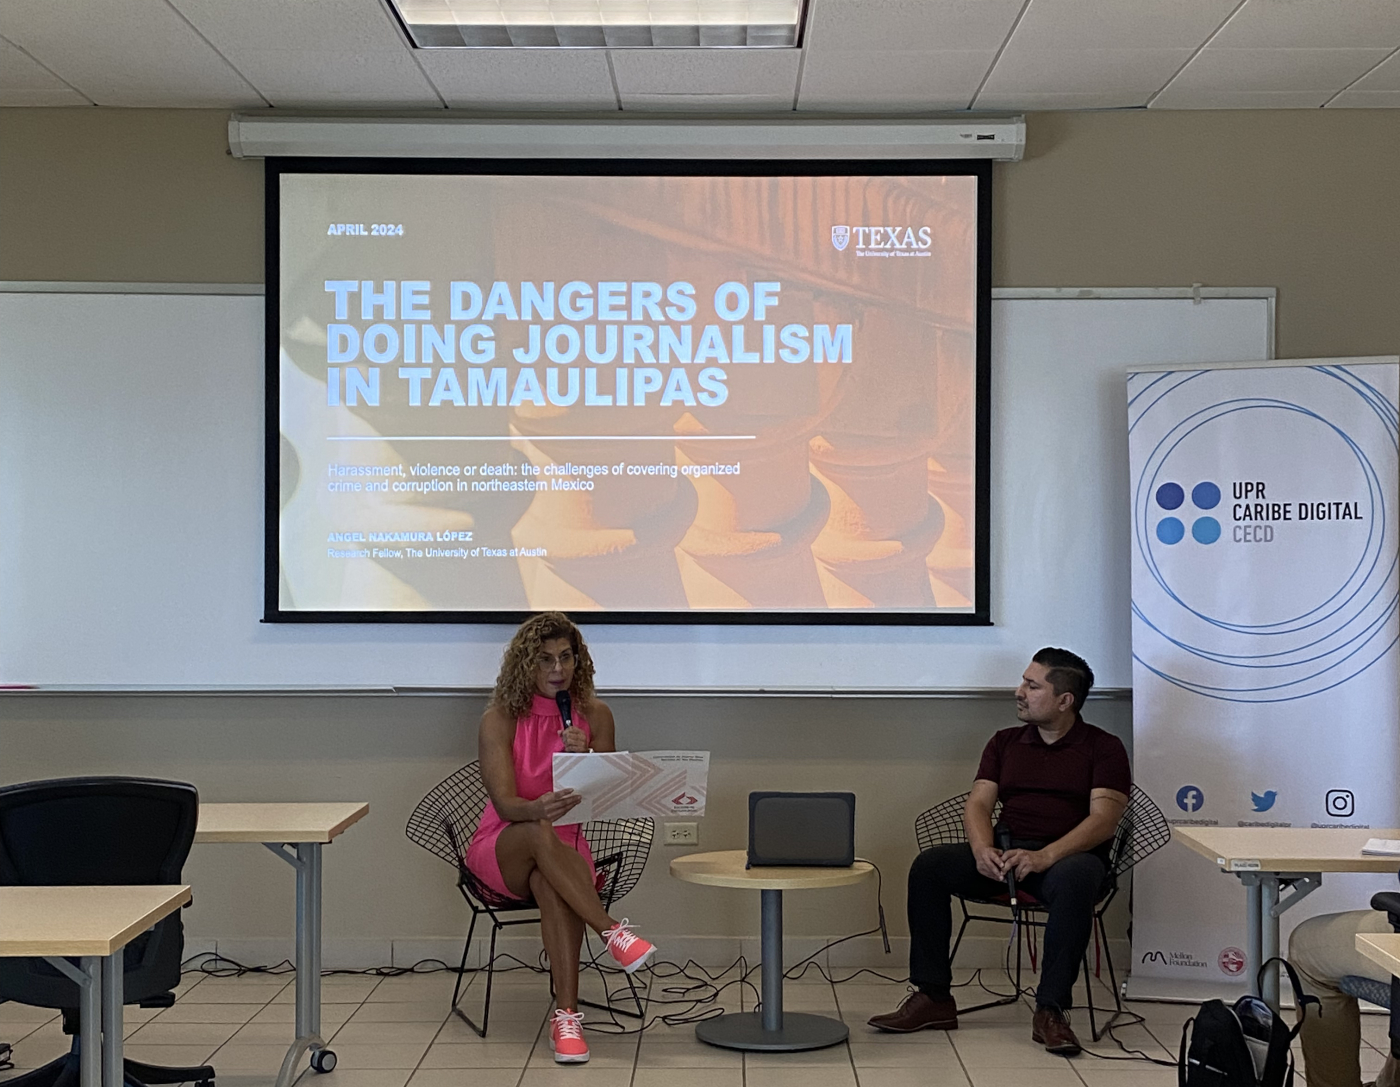 APRIL 2024
TEXAS
The University of Texas at Austin
THE DANGERS OF
DOING JOURNALISM
IN TAMAULIPAS
Harassment, violence or death: the challenges of covering organized
crime and corruption in northeastern Mexico
ANGEL NAKAMURA LÓPEZ
Research Fellow, The University of Texas at Austin
UPR
CARIBE DIGITAL
CECD
Mellon
Foundation